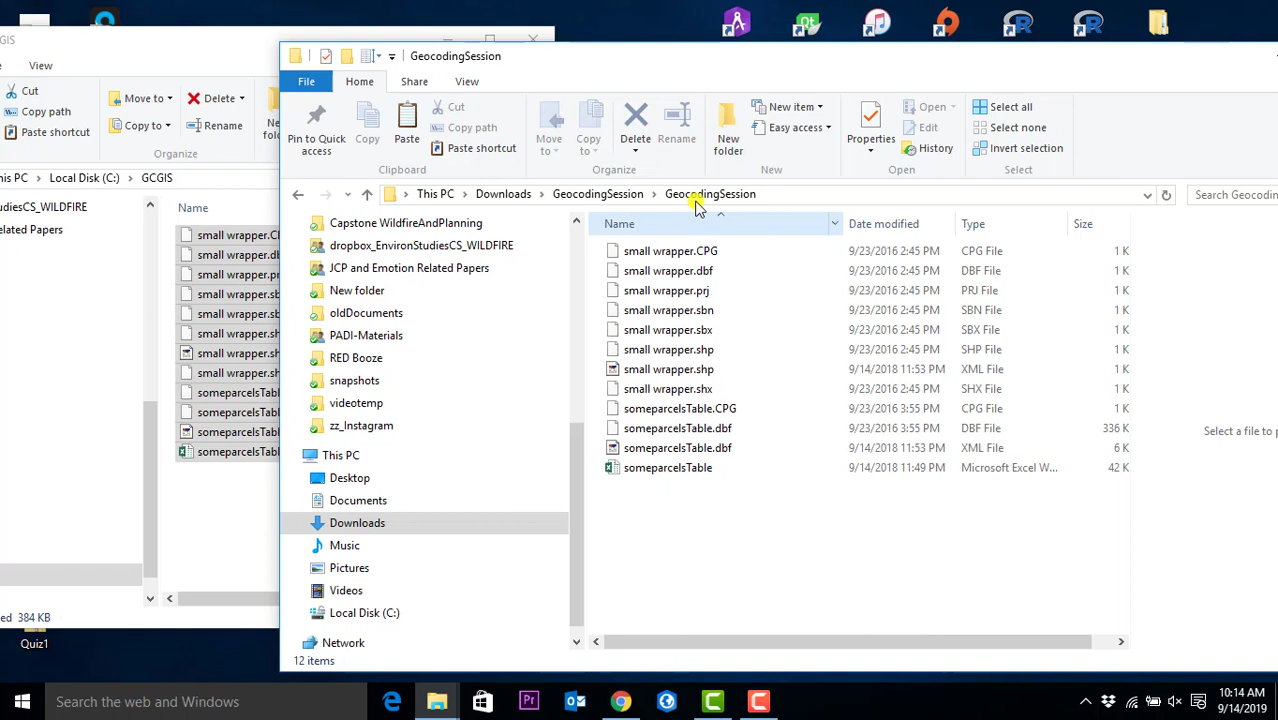 GCGIS
View
Cut
Copy path
Paste shortcut
Move to
Copy to
Delete
Rename
Organize
This PC > Local Disk (C:) > GCGIS
Name
Related Papers
small wrapper.
small wrapper.db
small wrapper.pr
small wrapper.sb
small wrapper.sb
small wrapper.sh
small wrapper.sh
small wrapper.sh
someparcelsTabl
someparcelsTabl
someparcelsTabl
someparcelsTabl
384 KB
Quiz1
GeocodingSession
File Home Share View
Pin to Quick access
Copy
Paste
Cut
Copy path
Paste shortcut
Clipboard
Move to
Copy to
Delete
Rename
Organize
New folder
New item
Easy access
New
Properties
Open
Edit
History
Open
Select all
Select none
Invert selection
Select
This PC > Downloads > GeocodingSession > GeocodingSession
Search Geocodin
Capstone WildfireAndPlanning
dropbox_EnvironStudiesCS_WILDFIRE
JCP and Emotion Related Papers
New folder
oldDocuments
PADI-Materials
RED Booze
snapshots
videotemp
zz_Instagram
This PC
Desktop
Documents
Downloads
Music
Pictures
Videos
Local Disk (C:)
Network
Name Date modified Type Size
small wrapper.CPG 9/23/2016 2:45 PM CPG File 1 K
small wrapper.dbf 9/23/2016 2:45 PM DBF File 1 K
small wrapper.prj 9/23/2016 2:45 PM PRJ File 1 K
small wrapper.sbn 9/23/2016 2:45 PM SBN File 1 K
small wrapper.sbx 9/23/2016 2:45 PM SBX File 1 K
small wrapper.shp 9/23/2016 2:45 PM SHP File 1 K
small wrapper.shp 9/14/2018 11:53 PM XML File 6 K
small wrapper.shx 9/23/2016 2:45 PM SHX File 1 K
someparcelsTable.CPG 9/23/2016 3:55 PM CPG File 1 K
someparcelsTable.dbf 9/23/2016 3:55 PM DBF File 336 K
someparcelsTable.dbf 9/14/2018 11:53 PM XML File 6 K
someparcelsTable 9/14/2018 11:49 PM Microsoft Excel W... 42 K
Select a file to p
12 items
Search the web and Windows
10:14 AM
9/14/2019